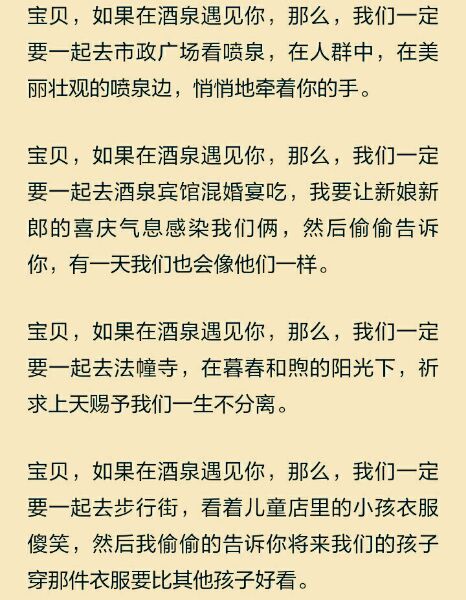 宝贝，如果在酒泉遇见你，那么，我们一定
要一起去市政广场看喷泉，在人群中，在美
丽壮观的喷泉边，悄悄地牵着你的手。
宝贝，如果在酒泉遇见你，那么，我们一定
要一起去酒泉宾馆混婚宴吃，我要让新娘新
郎的喜庆气息感染我们俩，然后偷偷告诉
你，有一天我们也会像他们一样。
宝贝，如果在酒泉遇见你，那么，我们一定
要一起去法幢寺，在暮春和煦的阳光下，祈
求上天赐予我们一生不分离。
宝贝，如果在酒泉遇见你，那么，我们一定
要一起去步行街，看着儿童店里的小孩衣服
傻笑，然后我偷偷的告诉你将来我们的孩子
穿那件衣服要比其他孩子好看。